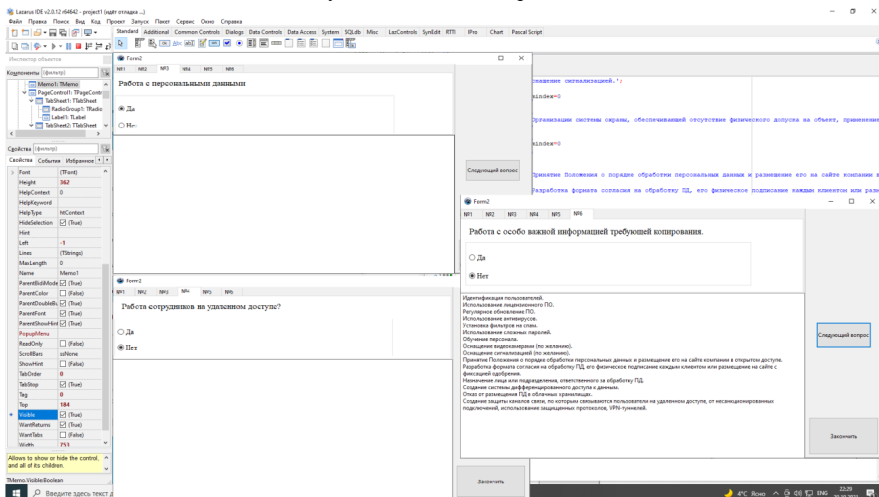 Lazarus IDE v2.0.12 r64642 - project1 (идёт отладка ...)
Файл Правка Поиск Вид Код Проект Запуск Пакет Сервис Окно Справка
Standard Additional Common Controls Dialogs Data Controls Data Access System SQLdb Misc LazControls SynEdit RTTI IPro Chart Pascal Script
Инспектор объектов
Компоненты (фильтр)
Memo1: TMemo
PageControl1: TPageContr
TabSheet1: TTabSheet
RadioGroup1: TRadio
Label1: TLabel
TabSheet2: TTabSheet
Свойства (фильтр)
Свойства События Избранное
Font (TFont)
Height 362
HelpContext 0
HelpKeyword
HelpType htContext
HideSelection (True)
Hint
Left -1
Lines (TStrings)
MaxLength 0
Name Memo1
ParentBidiMode (True)
ParentColor (False)
ParentDoubleBu (True)
ParentFont (True)
ParentShowHint (True)
PopupMenu
ReadOnly (False)
ScrollBars ssNone
ShowHint (False)
TabOrder 0
TabStop (True)
Tag 0
Top 184
Visible (True)
WantReturns (True)
WantTabs (False)
Width 753
Allows to show or hide the control,
and all of its children.
TMemo.Visible:Boolean
Form2
№1 №2 №3 №4 №5 №6
Работа с персональными данными
Да
Нет
Следующий вопрос
Form2
№1 №2 №3 №4 №5 №6
Работа сотрудников на удаленном доступе?
Да
Нет
Закончить
снащение сигнализацией.';
mindex=0
Организации системы охраны, обеспечивающей отсутствие физического допуска на объект, применение
mindex=0
Принятие Положения о порядке обработки персональных данных и размещение его на сайте компании в
Разработка формата согласия на обработку ПД, его физическое подписание каждым клиентом или разм
Form2
№1 №2 №3 №4 №5 №6
Работа с особо важной информацией требующей копирования.
Да
Нет
Идентификация пользователей.
Использование лицензионного ПО.
Регулярное обновление ПО.
Использование антивирусов.
Установка фильтров на спам.
Использование сложных паролей.
Обучение персонала.
Оснащение видеокамерами (по желанию).
Оснащение сигнализацией (по желанию).
Принятия Положения о порядке обработки персональных данных и размещение его на сайте компании в открытом доступе.
Разработка формата согласия на обработку ПД, его физическое подписание каждым клиентом или размещение на сайте с
фиксацией одобрения.
Назначение лица или подразделения, ответственного за обработку ПД.
Создание системы дифференцированного доступа к данным.
Отказ от размещения ПД в облачных хранилищах.
Создание защиты каналов связи, по которым связываются пользователи на удаленном доступе, от несанкционированных
подключений, использование защищенных протоколов, VPN-туннелей.
Следующий вопрос
Закончить
Введите здесь текст д
4°C Ясно ENG 22:29